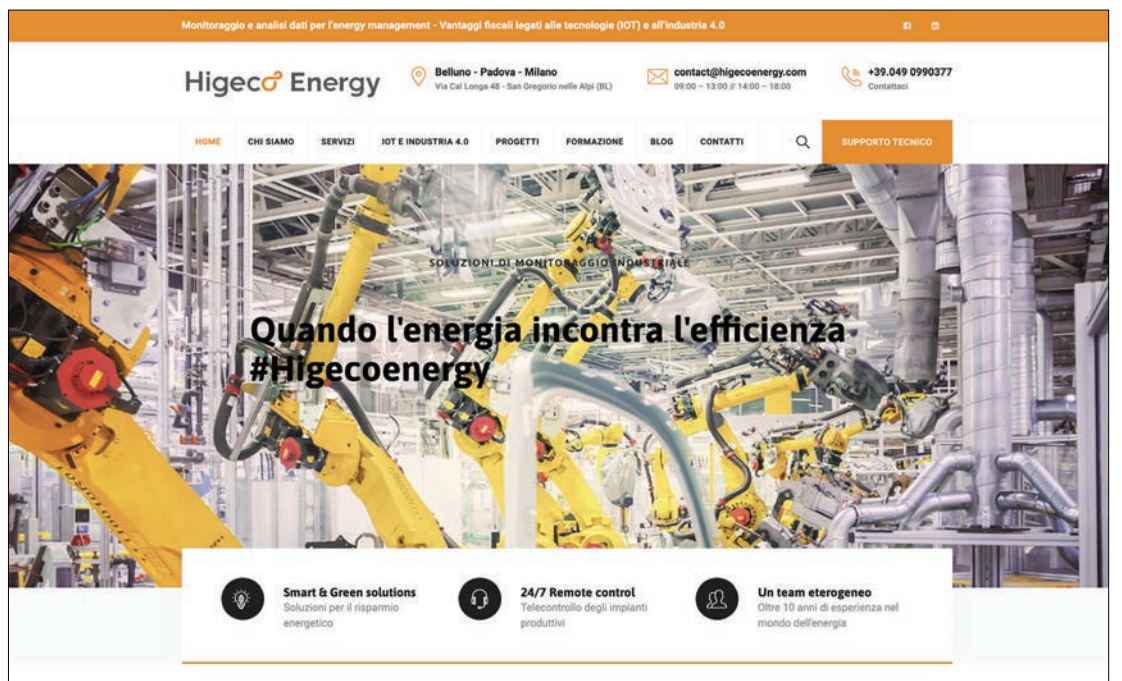 Monitoraggio e analisi dati per l'energy management - Vantaggi fiscali legati alle tecnologie (IOT) e all'industria 4.0
Higeco Energy
Belluno - Padova - Milano
Via Cal Longa 48 - San Gregorio nelle Alpi (BL)
contact@higecoenergy.com
09:00 – 13:00 // 14:00 – 18:00
+39.049 0990377
Contattaci
HOME CHI SIAMO SERVIZI IOT E INDUSTRIA 4.0 PROGETTI FORMAZIONE BLOG CONTATTI SUPPORTO TECNICO
SOLUZIONI DI MONITORAGGIO INDUSTRIALE
Quando l'energia incontra l'efficienza
#Higecoenergy
Smart & Green solutions
Soluzioni per il risparmio
energetico
24/7 Remote control
Telecontrollo degli impianti
produttivi
Un team eterogeneo
Oltre 10 anni di esperienza nel
mondo dell'energia